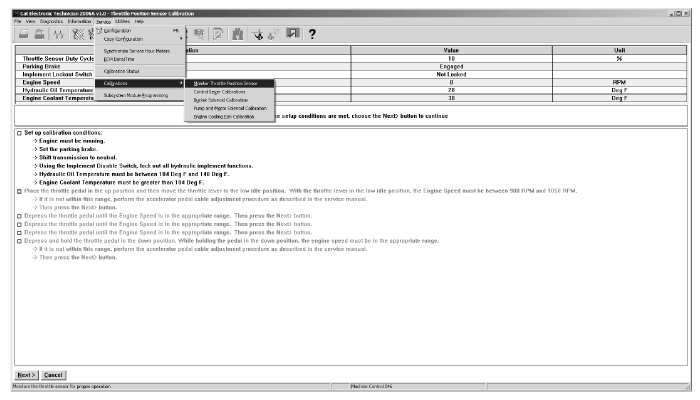 Cat Electronic Technician 2006A v1.0 - Throttle Position Sensor Calibration
File View Diagnostics Information Service Utilities Help
Configuration F5
Copy Configuration
Synchronize Service Hour Meters
ECM Date/Time
Calibration Status
Calibrations
Subsystem Module Programming
Throttle Position Sensor
Control Lever Calibrations
System Solenoid Calibration
Pump and Motor Solenoid Calibration
Engine Cooling Fan Calibration
Value Unit
Throttle Sensor Duty Cycle 10 %
Parking Brake Engaged
Implement Lockout Switch Not Locked
Engine Speed 0 RPM
Hydraulic Oil Temperature 28 Deg F
Engine Coolant Temperature 38 Deg F
setup conditions are met, choose the Next> button to continue
Set up calibration conditions:
-> Engine must be running.
-> Set the parking brake.
-> Shift transmission to neutral.
-> Using the Implement Disable Switch, lock out all hydraulic implement functions.
-> Hydraulic Oil Temperature must be between 104 Deg F and 140 Deg F.
-> Engine Coolant Temperature must be greater than 104 Deg F.
Place the throttle pedal in the up position and then move the throttle lever to the low idle position. With the throttle lever in the low idle position, the Engine Speed must be between 900 RPM and 1050 RPM.
-> If it is not within this range, perform the accelerator pedal cable adjustment procedure as described in the service manual.
-> Then press the Next> button.
Depress the throttle pedal until the Engine Speed is in the appropriate range. Then press the Next> button.
Depress the throttle pedal until the Engine Speed is in the appropriate range. Then press the Next> button.
Depress the throttle pedal until the Engine Speed is in the appropriate range. Then press the Next> button.
Depress and hold the throttle pedal in the down position. While holding the pedal in the down position, the engine speed must be in the appropriate range.
-> If it is not within this range, perform the accelerator pedal cable adjustment procedure as described in the service manual.
-> Then press the Next> button.
Next > Cancel
the throttle sensor for proper operation Machine Control